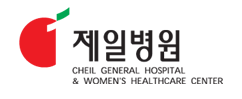 제일병원
CHEIL GENERAL HOSPITAL
& WOMEN'S HEALTHCARE CENTER